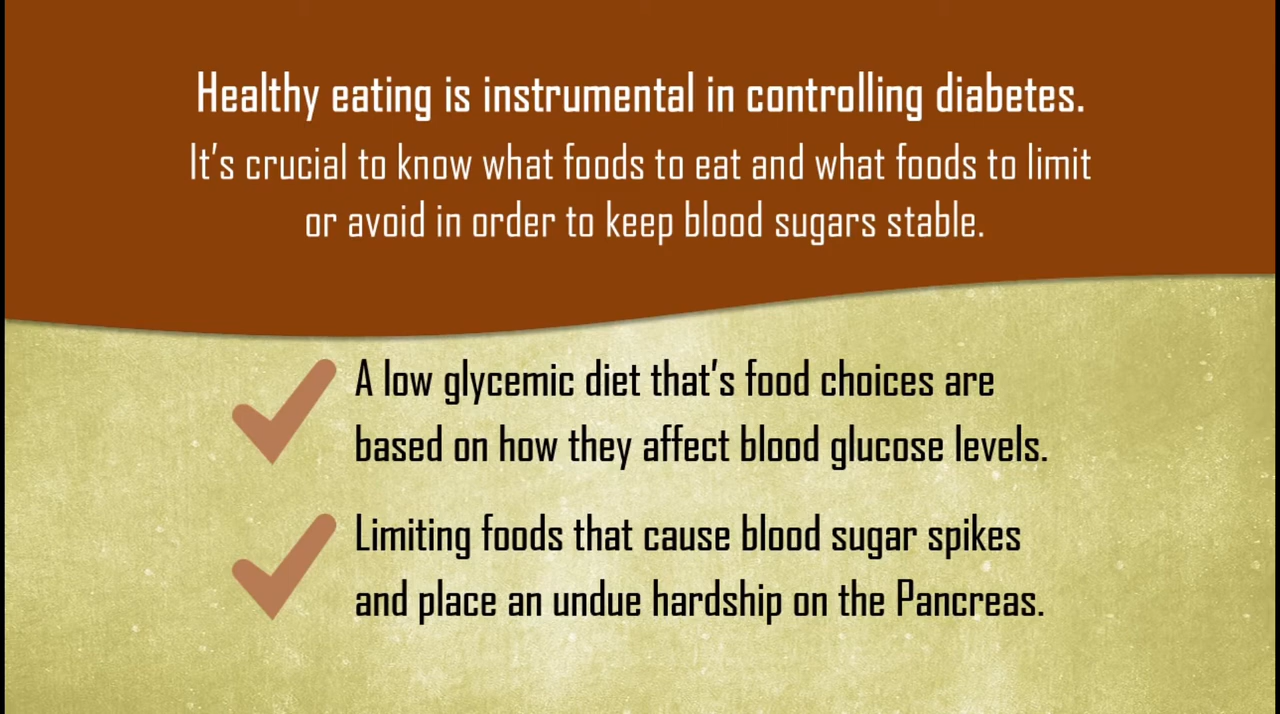 Healthy eating is instrumental in controlling diabetes.
It's crucial to know what foods to eat and what foods to limit
or avoid in order to keep blood sugars stable.
A low glycemic diet that's food choices are
based on how they affect blood glucose levels.
Limiting foods that cause blood sugar spikes
and place an undue hardship on the Pancreas.